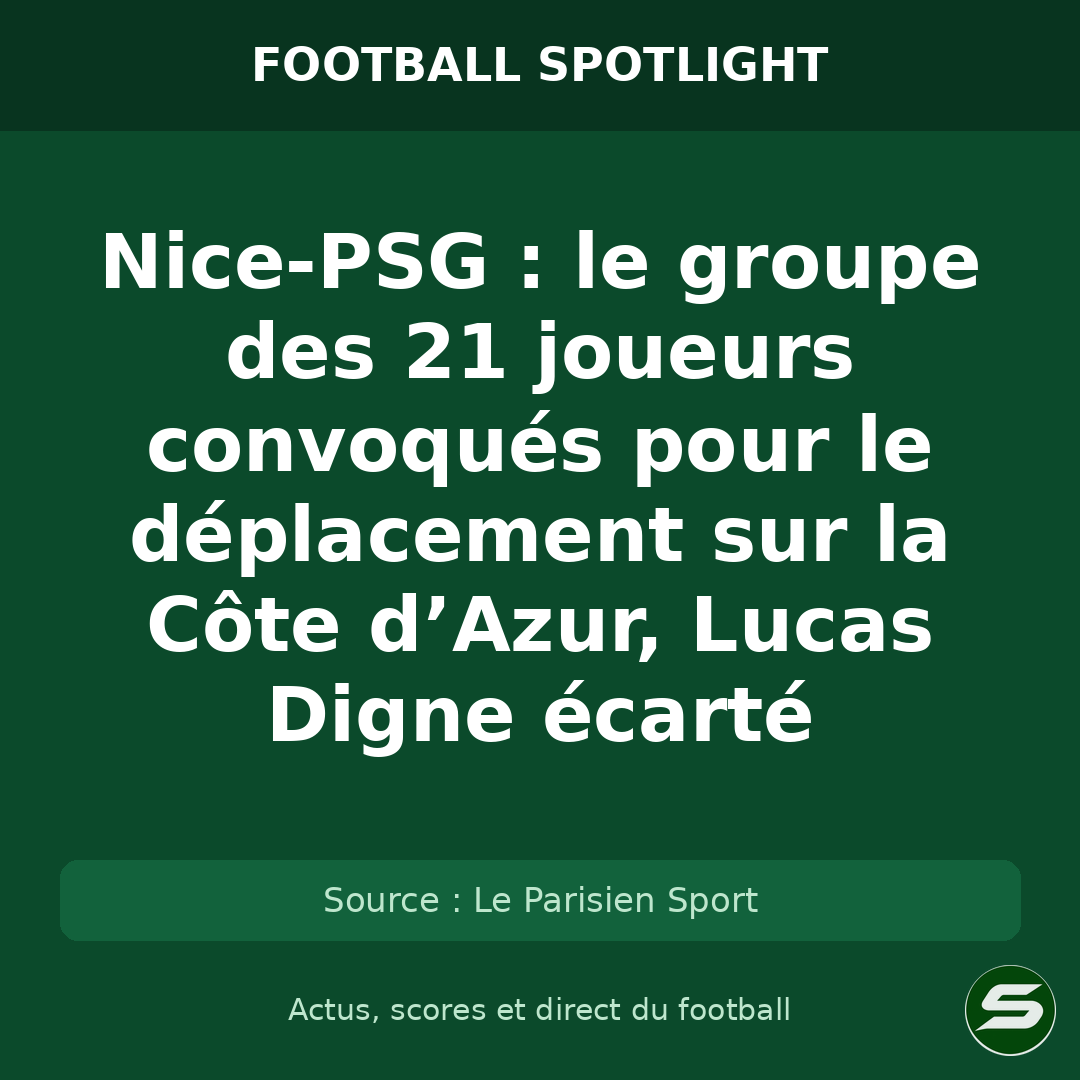 FOOTBALL SPOTLIGHT
Nice-PSG : le groupe
des 21 joueurs
convoqués pour le
déplacement sur la
Côte d’Azur, Lucas
Digne écarté
Source : Le Parisien Sport
Actus, scores et direct du football
S